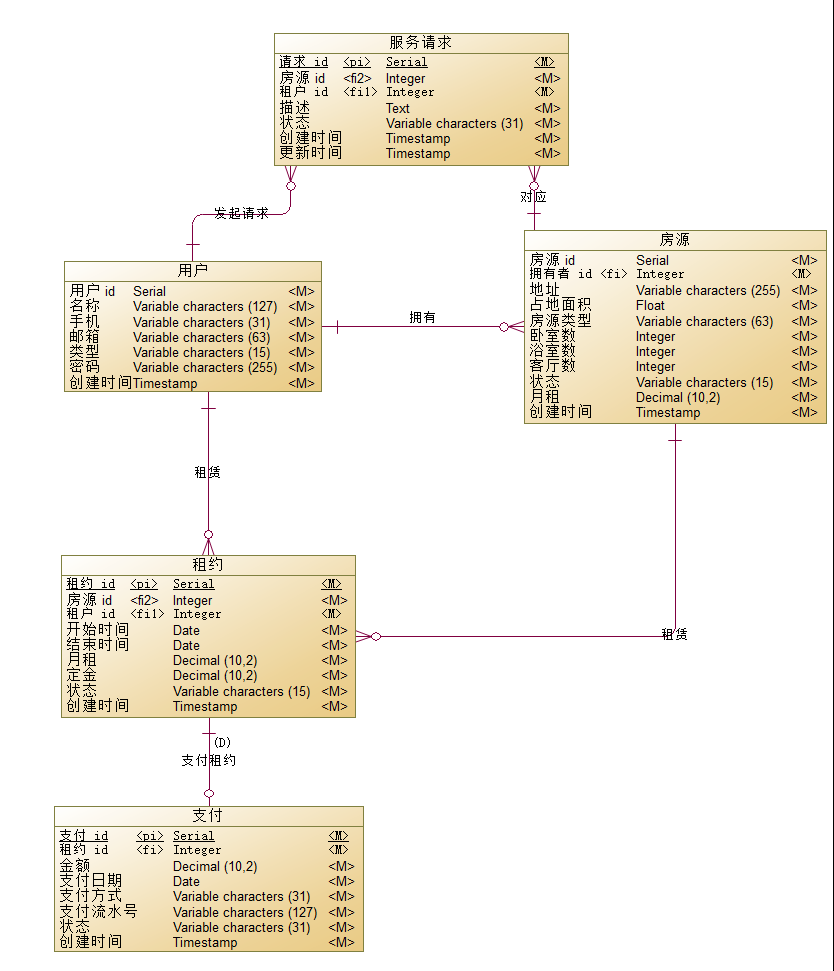 服务请求
请求 id <pi> Serial <M>
房源 id <fi2> Integer <M>
租户 id <fi1> Integer <M>
描述 Text <M>
状态 Variable characters (31) <M>
创建时间 Timestamp <M>
更新时间 Timestamp <M>
发起请求
对应
用户
用户 id Serial <M>
名称 Variable characters (127) <M>
手机 Variable characters (31) <M>
邮箱 Variable characters (63) <M>
类型 Variable characters (15) <M>
密码 Variable characters (255) <M>
创建时间 Timestamp <M>
拥有
房源
房源 id Serial <M>
拥有者 id <fi> Integer <M>
地址 Variable characters (255) <M>
占地面积 Float <M>
房源类型 Variable characters (63) <M>
卧室数 Integer <M>
浴室数 Integer <M>
客厅数 Integer <M>
状态 Variable characters (15) <M>
月租 Decimal (10,2) <M>
创建时间 Timestamp <M>
租赁
租约
租约 id <pi> Serial <M>
房源 id <fi2> Integer <M>
租户 id <fi1> Integer <M>
开始时间 Date <M>
结束时间 Date <M>
月租 Decimal (10,2) <M>
定金 Decimal (10,2) <M>
状态 Variable characters (15) <M>
创建时间 Timestamp <M>
租赁
(D)
支付租约
支付
支付 id <pi> Serial <M>
租约 id <fi> Integer <M>
金额 Decimal (10,2) <M>
支付日期 Date <M>
支付方式 Variable characters (31) <M>
支付流水号 Variable characters (127) <M>
状态 Variable characters (31) <M>
创建时间 Timestamp <M>